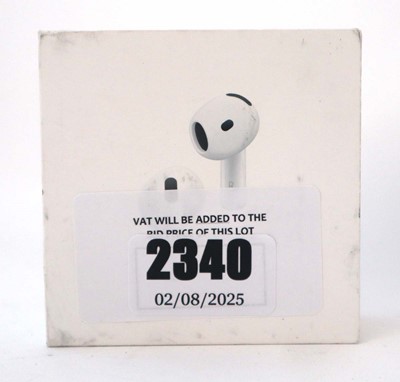 VAT WILL BE ADDED TO THE
BID PRICE OF THIS LOT
2340
02/08/2025